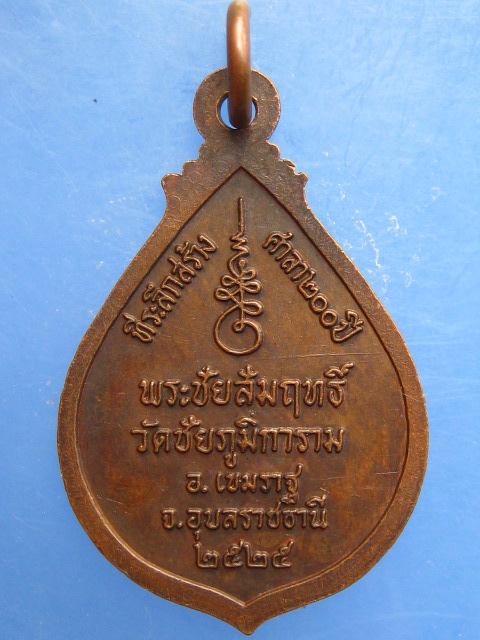 ที่ระลึกสร้าง
ศาลา๒๐๐ปี
พระชัยสัมฤทธิ์
วัดชัยภูมิการาม
อ.เขมราฐ
จ.อุบลราชธานี
๒๕๒๕